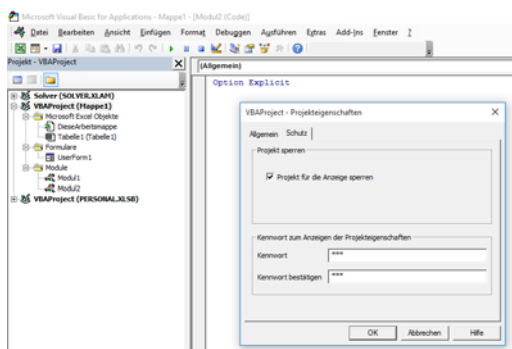 Microsoft Visual Basic for Applications - Mappe1 - [Modul2 (Code)]
Datei Bearbeiten Ansicht Einfügen Format Debuggen Ausführen Extras Add-Ins Fenster ?
Projekt - VBAProject
(Allgemein)
Option Explicit
Solver (SOLVER.XLAM)
VBAProject (Mappe1)
Microsoft Excel Objekte
DieseArbeitsmappe
Tabelle1 (Tabelle1)
Formulare
UserForm1
Module
Modul1
Modul2
VBAProject (PERSONAL.XLSB)
VBAProject - Projekteigenschaften
Allgemein Schutz
Projekt sperren
Projekt für die Anzeige sperren
Kennwort zum Anzeigen der Projekteigenschaften
Kennwort ***
Kennwort bestätigen ***
OK Abbrechen Hilfe